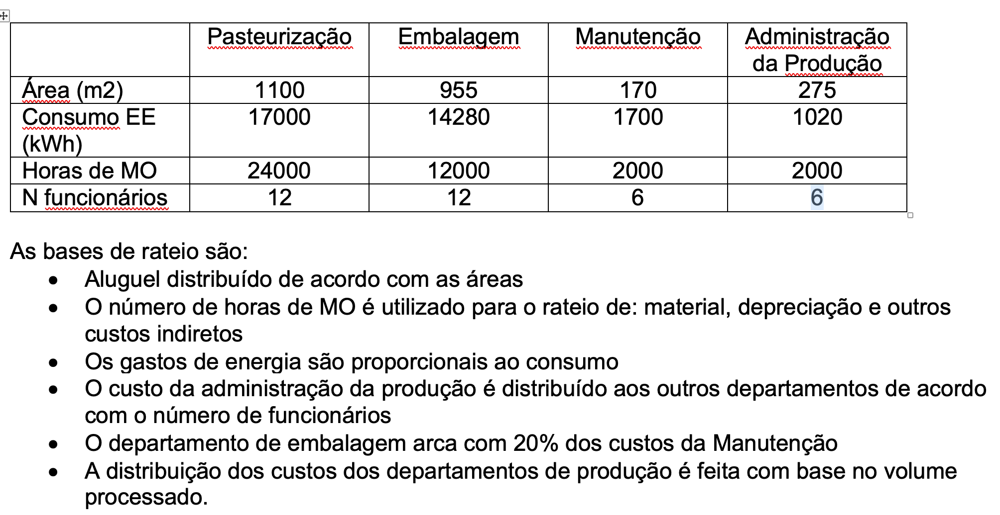 Pasteurização Embalagem Manutenção Administração
da Produção
Área (m2) 1100 955 170 275
Consumo EE 17000 14280 1700 1020
(kWh)
Horas de MO 24000 12000 2000 2000
N funcionários 12 12 6 6
As bases de rateio são:
• Aluguel distribuído de acordo com as áreas
• O número de horas de MO é utilizado para o rateio de: material, depreciação e outros
custos indiretos
• Os gastos de energia são proporcionais ao consumo
• O custo da administração da produção é distribuído aos outros departamentos de acordo
com o número de funcionários
• O departamento de embalagem arca com 20% dos custos da Manutenção
• A distribuição dos custos dos departamentos de produção é feita com base no volume
processado.